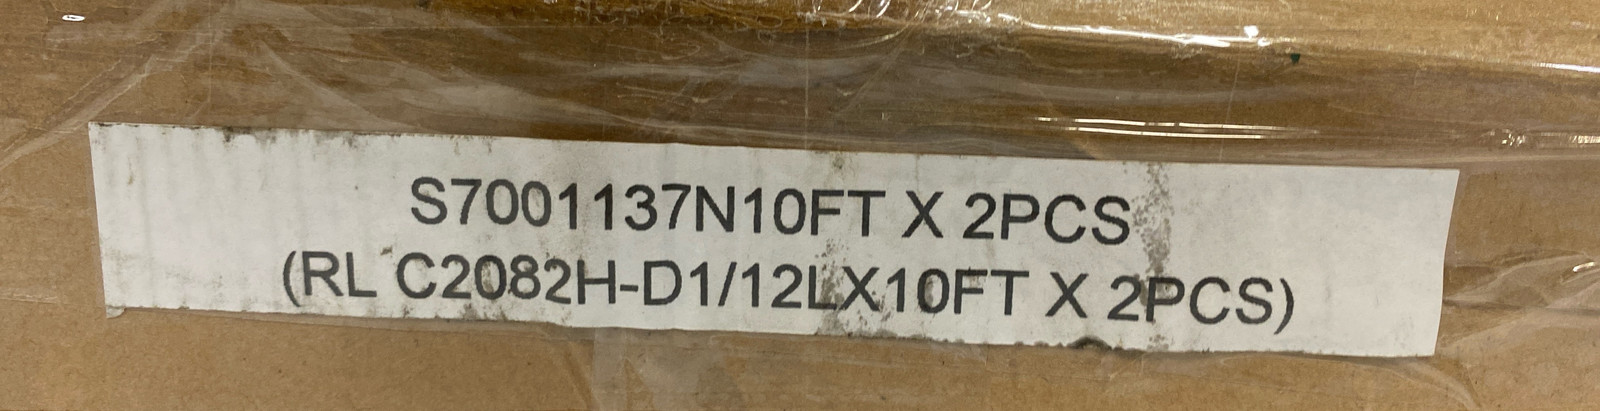 S7001137N10FT X 2PCS
(RL C2082H-D1/12LX10FT X 2PCS)